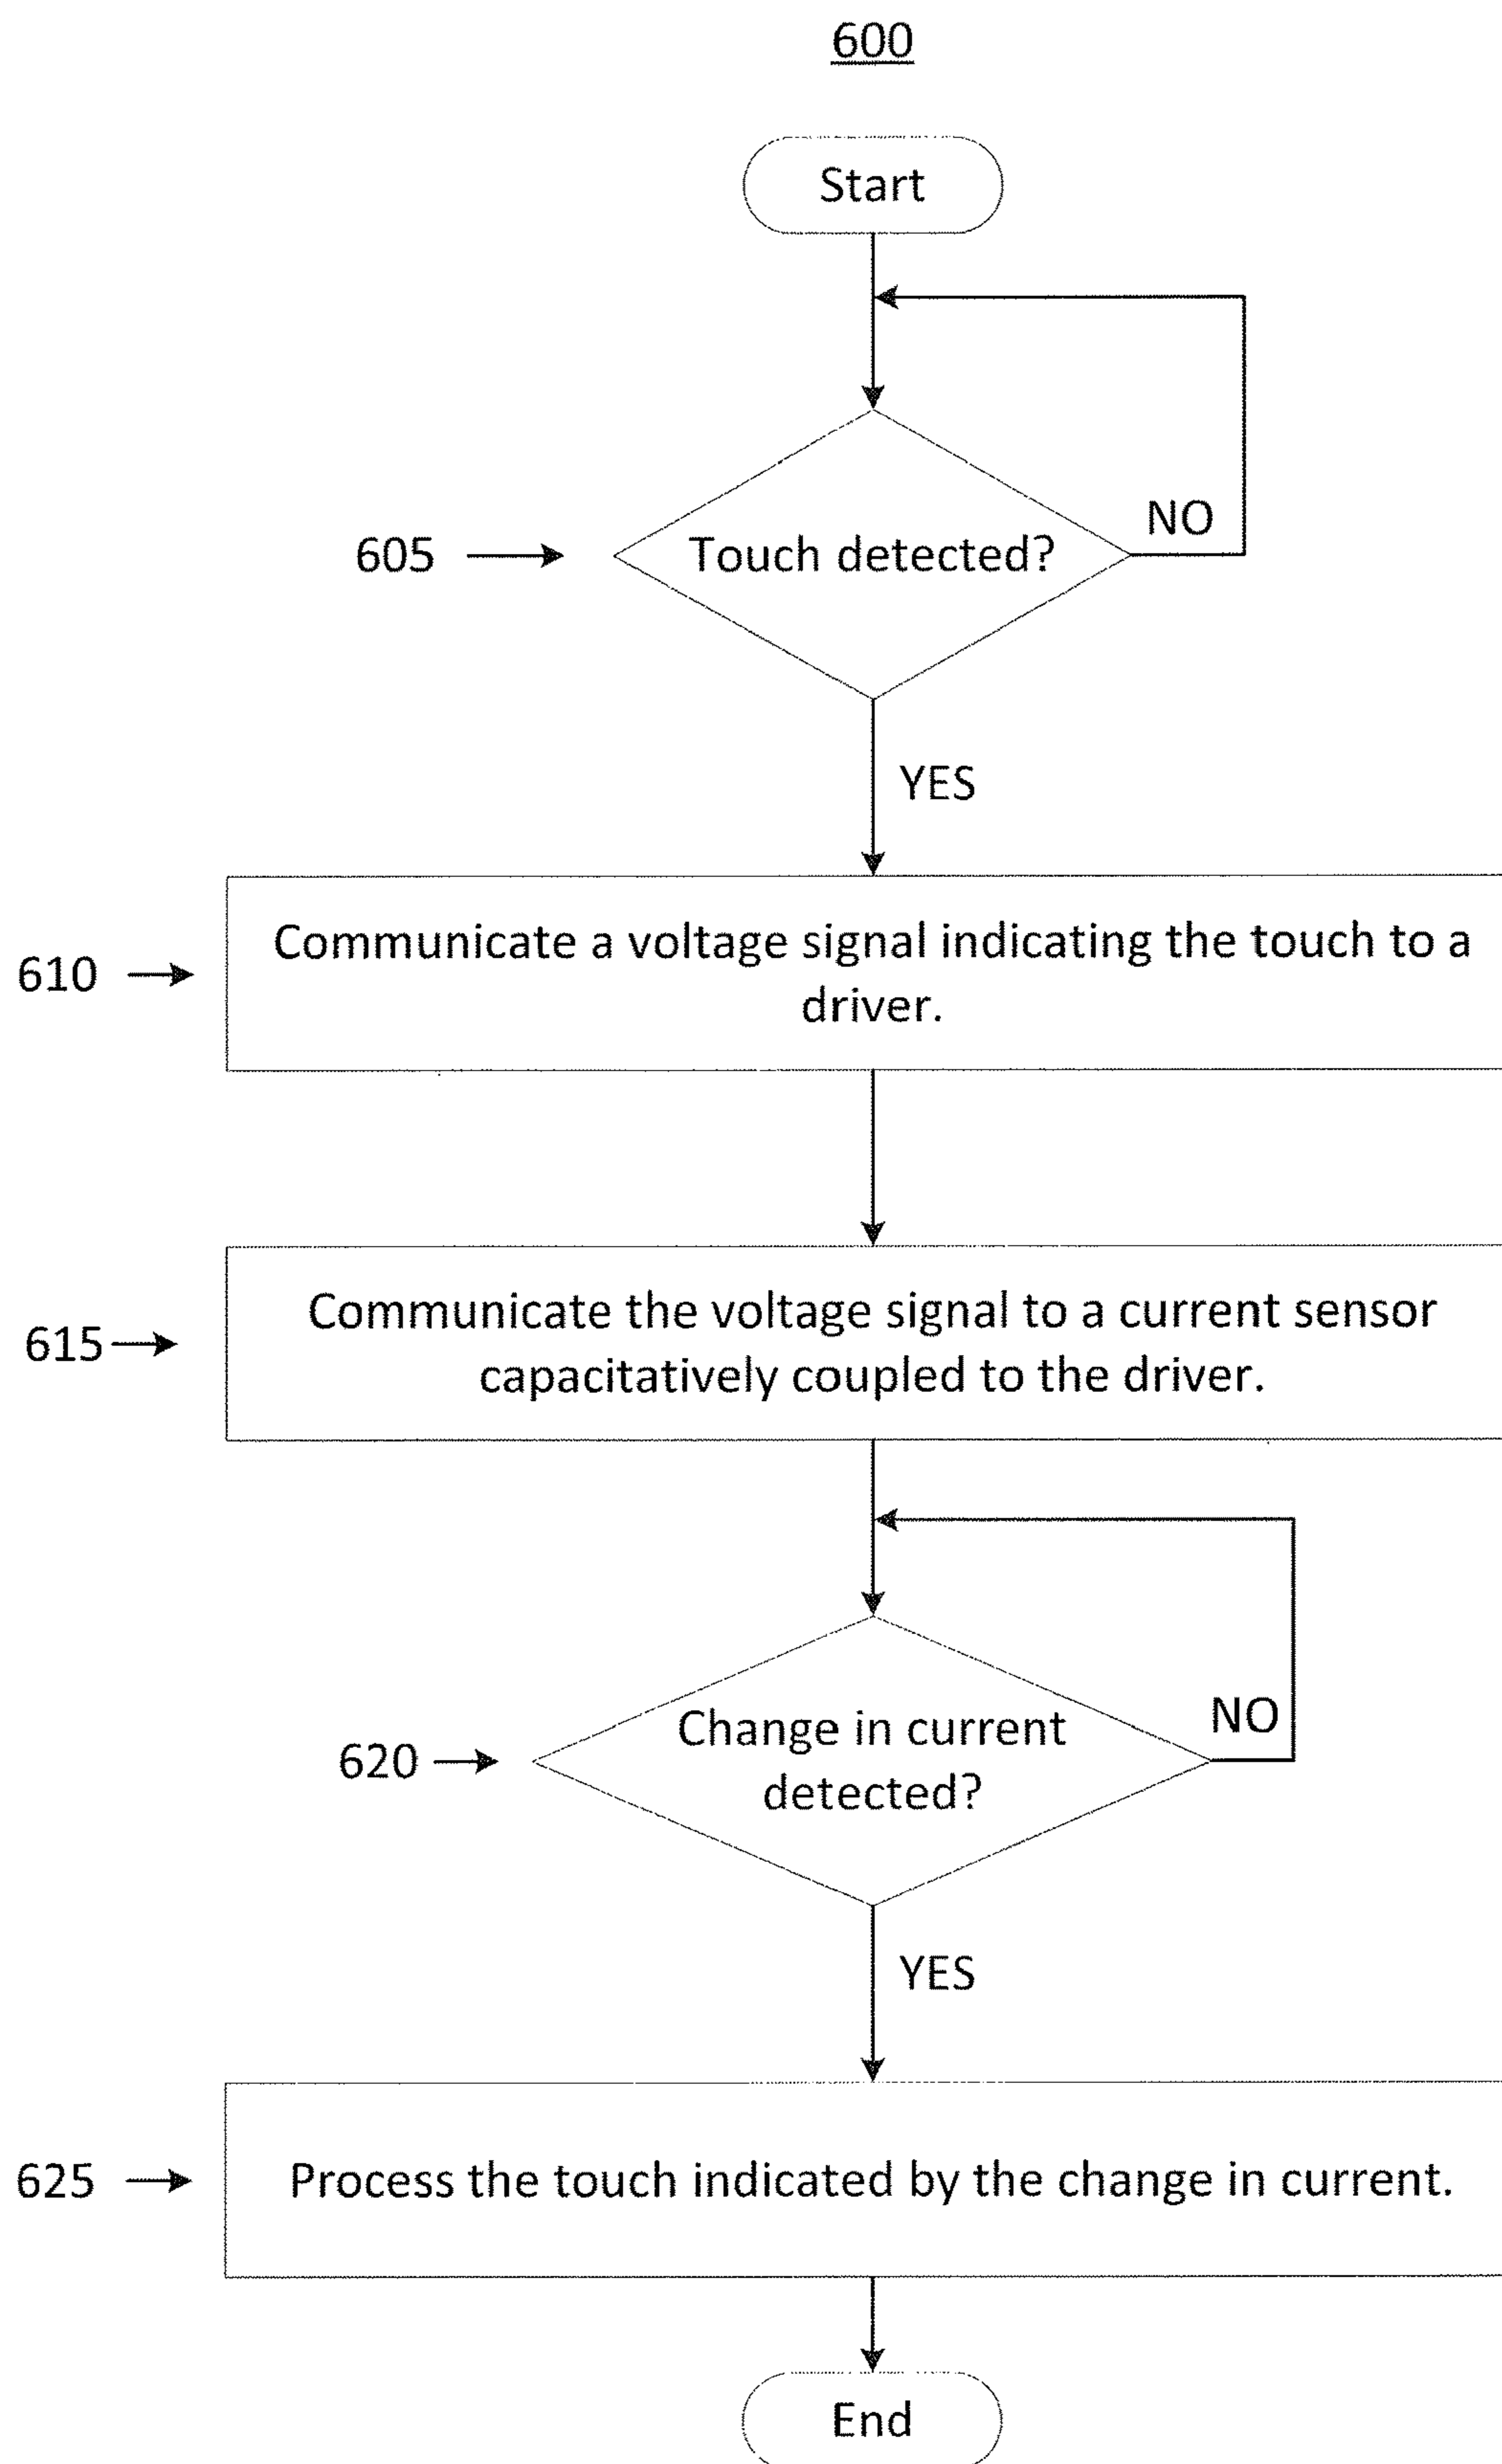 600
Start
NO
605
Touch detected?
YES
610
Communicate a voltage signal indicating the touch to a
driver.
615
Communicate the voltage signal to a current sensor
capacitatively coupled to the driver.
NO
620
Change in current
detected?
YES
625
Process the touch indicated by the change in current.
End